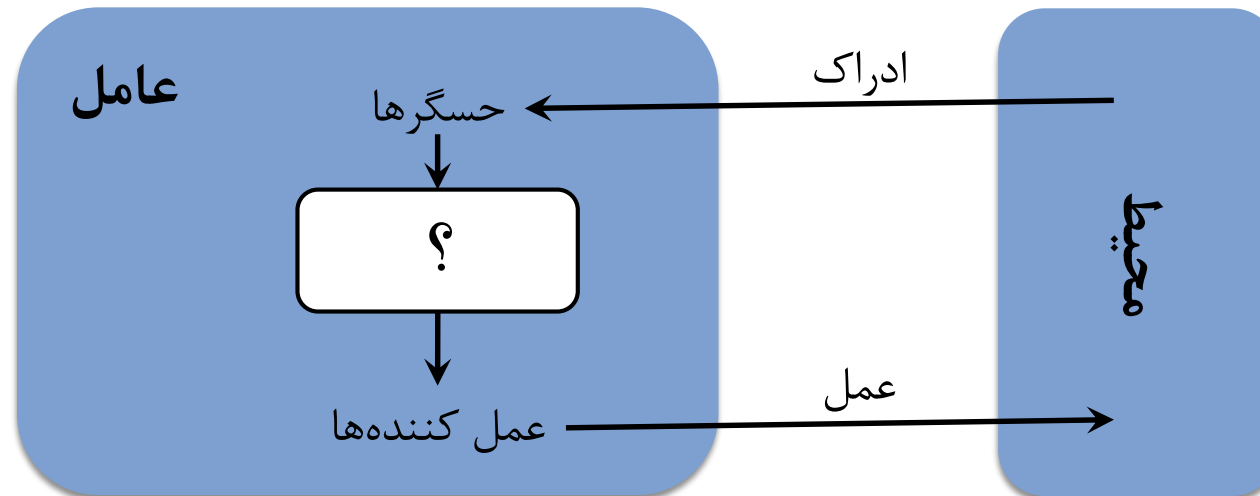 ادراک
عامل
حسگرها
؟
محیط
عمل
عمل کننده‌ها